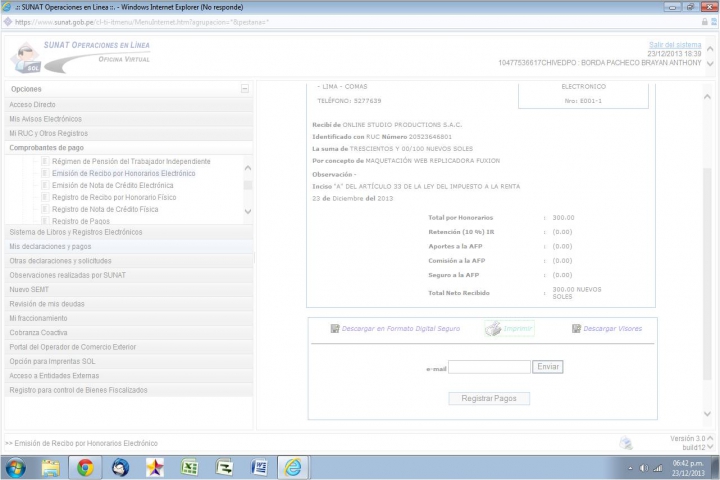 .: SUNAT Operaciones en Linea :. - Windows Internet Explorer (No responde)
https://www.sunat.gob.pe/cl-ti-itmenu/MenuInternet.htm?agrupacion=*&pestana=*
SUNAT OPERACIONES EN LÍNEA
OFICINA VIRTUAL
SOL
Salir del sistema
23/12/2013 18:39
10477536617CHIVEDPO : BORDA PACHECO BRAYAN ANTHONY
Opciones
Acceso Directo
Mis Avisos Electrónicos
Mi RUC y Otros Registros
Comprobantes de pago
Régimen de Pensión del Trabajador Independiente
Emisión de Recibo por Honorarios Electrónico
Emisión de Nota de Crédito Electrónica
Registro de Recibo por Honorario Físico
Registro de Nota de Crédito Física
Registro de Pagos
Sistema de Libros y Registros Electrónicos
Mis declaraciones y pagos
Otras declaraciones y solicitudes
Observaciones realizadas por SUNAT
Nuevo SEMT
Revisión de mis deudas
Mi fraccionamiento
Cobranza Coactiva
Portal del Operador de Comercio Exterior
Opción para Imprentas SOL
Acceso a Entidades Externas
Registro para control de Bienes Fiscalizados
- LIMA - COMAS
TELÉFONO: 5277639
ELECTRONICO
Nro: E001-1
Recibí de ONLINE STUDIO PRODUCTIONS S.A.C.
Identificado con RUC Número 20523646601
La suma de TRESCIENTOS Y 00/100 NUEVOS SOLES
Por concepto de MAQUETACIÓN WEB REPLICADORA FUXION
Observación -
Inciso "A" DEL ARTÍCULO 33 DE LA LEY DEL IMPUESTO A LA RENTA
23 de Diciembre del 2013
Total por Honorarios : 300.00
Retención (10 %) IR : (0.00)
Aportes a la AFP : (0.00)
Comisión a la AFP : (0.00)
Seguro a la AFP : (0.00)
Total Neto Recibido : 300.00 NUEVOS
SOLES
Descargar en Formato Digital Seguro Imprimir Descargar Visores
e-mail Enviar
Registrar Pagos
>> Emisión de Recibo por Honorarios Electrónico
Versión 3.0
build12
06:42 p.m.
23/12/2013